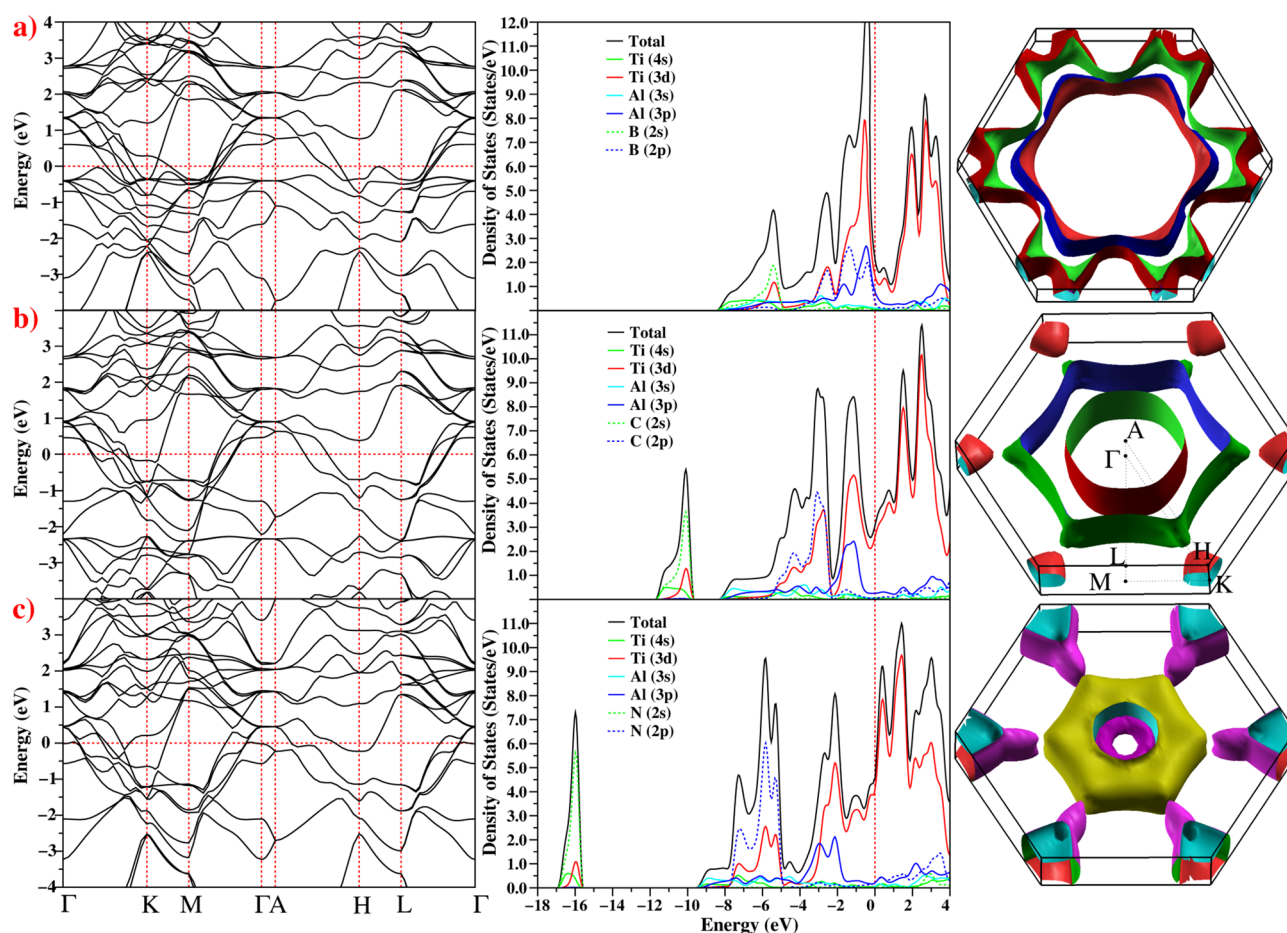 a)
4
3
2
1
0
−1
−2
−3
Energy (eV)
12.0
11.0
10.0
9.0
8.0
7.0
6.0
5.0
4.0
3.0
2.0
1.0
Density of States (States/eV)
Total
Ti (4s)
Ti (3d)
Al (3s)
Al (3p)
B (2s)
B (2p)
b)
3
2
1
0
−1
−2
−3
Energy (eV)
11.0
10.0
9.0
8.0
7.0
6.0
5.0
4.0
3.0
2.0
1.0
Density of States (States/eV)
Total
Ti (4s)
Ti (3d)
Al (3s)
Al (3p)
C (2s)
C (2p)
A
Γ
L
H
M
K
c)
3
2
1
0
−1
−2
−3
−4
Energy (eV)
Γ K M Γ A H L Γ
11.0
10.0
9.0
8.0
7.0
6.0
5.0
4.0
3.0
2.0
1.0
0.0
Density of States (States/eV)
Total
Ti (4s)
Ti (3d)
Al (3s)
Al (3p)
N (2s)
N (2p)
−18 −16 −14 −12 −10 −8 −6 −4 −2 0 2 4
Energy (eV)